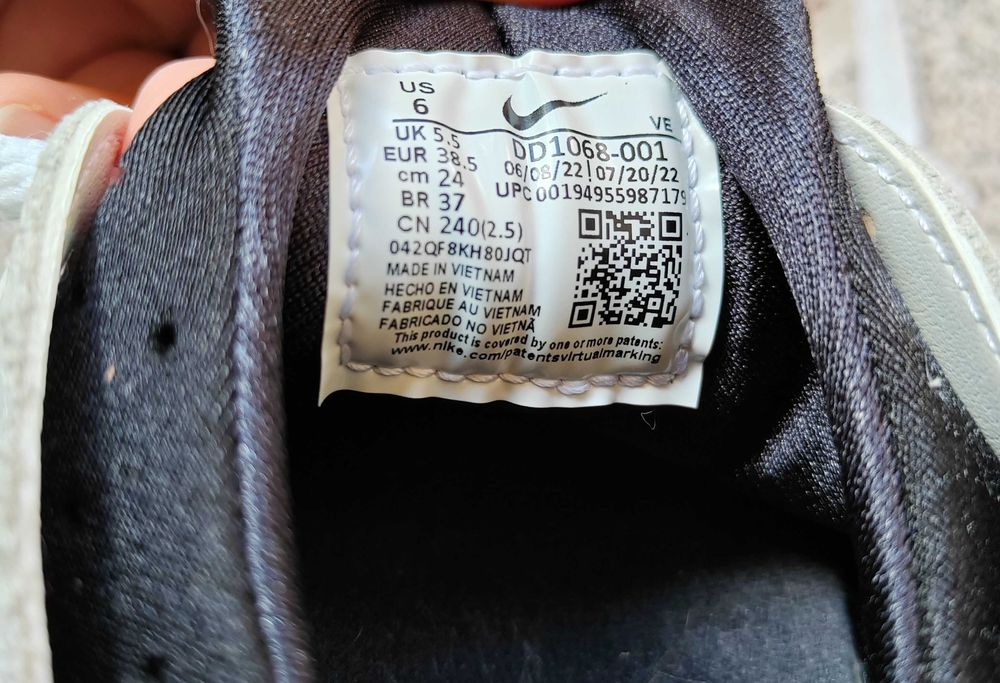 US
6
UK 5.5
EUR 38.5
cm 24
BR 37
CN 240(2.5)
042QF8KH80JQT
MADE IN VIETNAM
HECHO EN VIETNAM
FABRIQUE AU VIETNAM
FABRICADO NO VIETNÃ
VE
DD1068-001
06/08/22 07/20/22
UPC 00194955987179
This product is covered by one or more patents:
www.nike.com/patentsvirtualmarking